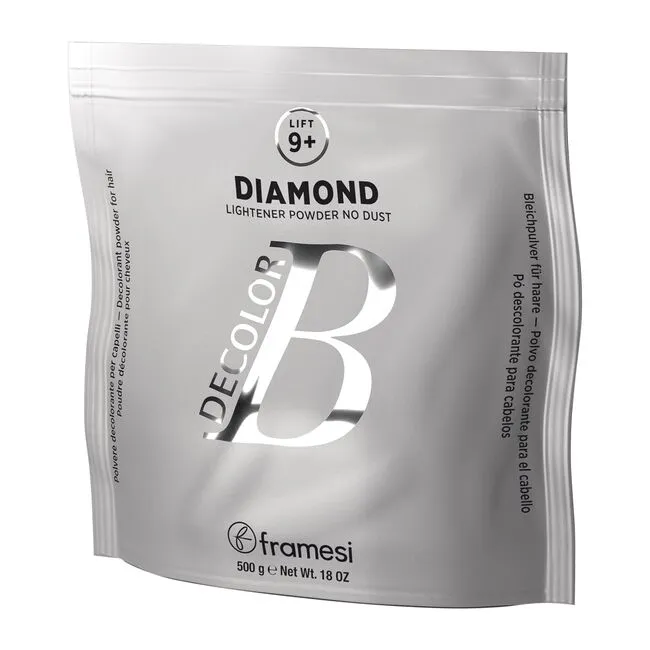 LIFT
9+
DIAMOND
LIGHTENER POWDER NO DUST
DECOLOR
B
framesi
500 g e Net Wt. 18 OZ
Polvere decolorante per capelli – Decolorant powder for hair
Poudre décolorante pour cheveux
Bleichpulver für haare – Polvo decolorante para el cabello
Pó descolorante para cabelos